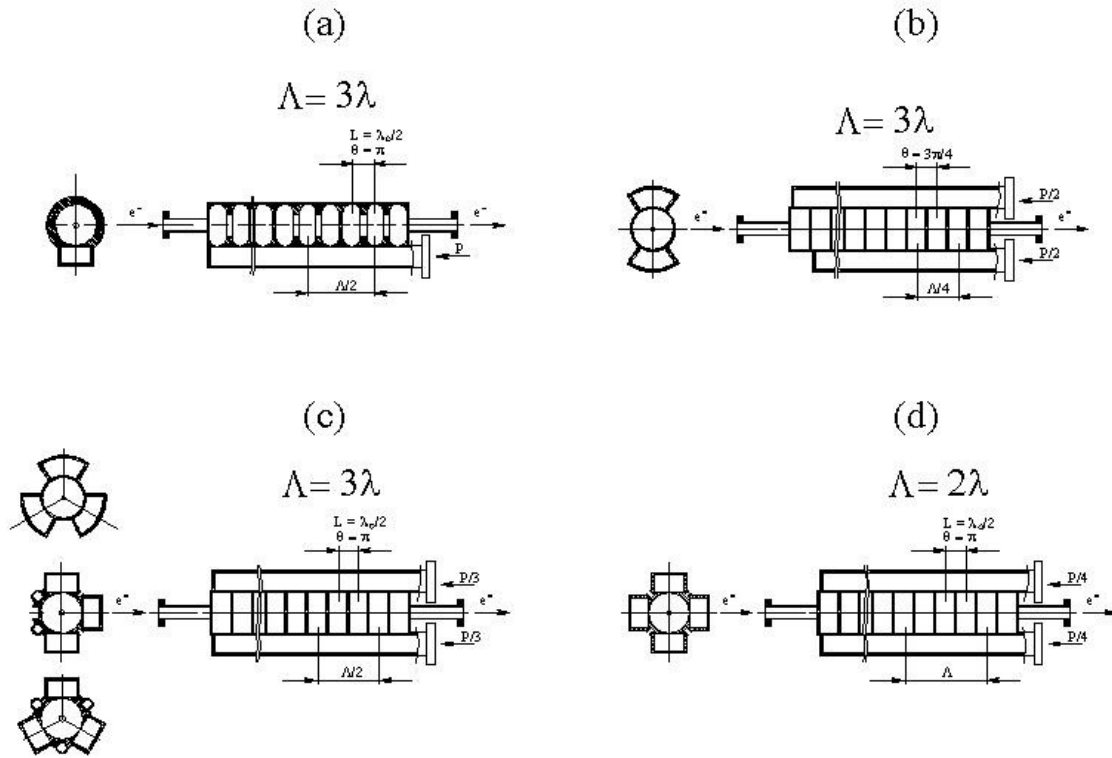 (a)
Λ= 3λ
L = λ₀/2
θ = π
e⁻
e⁻
P
Λ/2
(b)
Λ= 3λ
θ = 3π/4
P/2
e⁻
e⁻
P/2
Λ/4
(c)
Λ= 3λ
L = λ₀/2
θ = π
P/3
e⁻
e⁻
P/3
Λ/2
(d)
Λ= 2λ
L = λ₀/2
θ = π
P/4
e⁻
e⁻
P/4
Λ